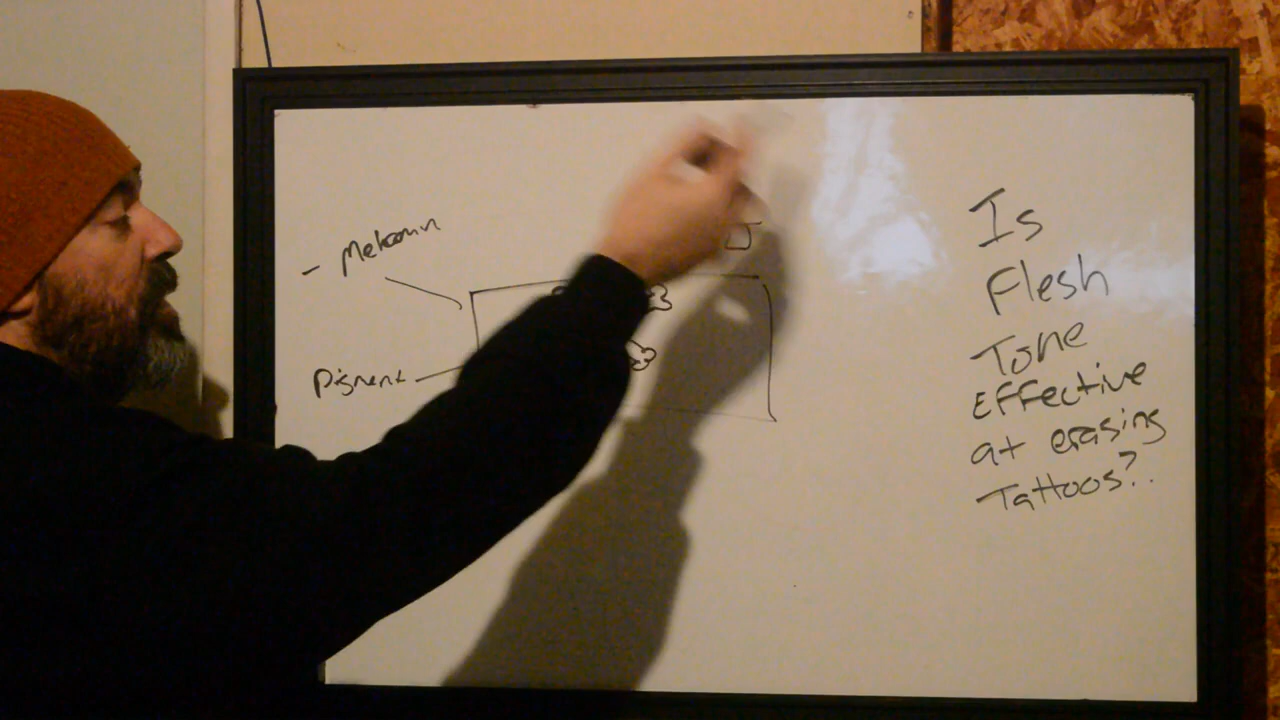 - Melanin
Pigment
Is
Flesh
Tone
Effective
at erasing
Tattoos?.